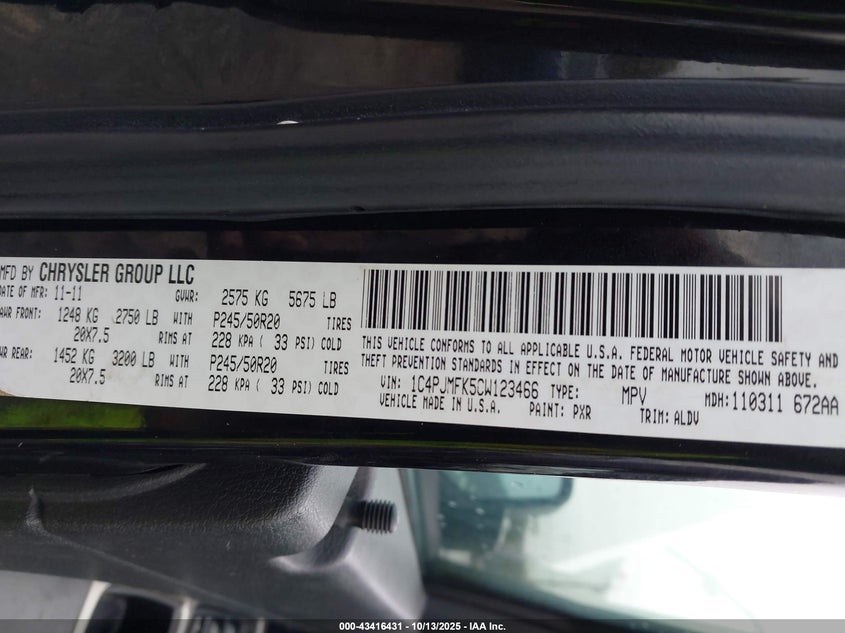 MFD BY CHRYSLER GROUP LLC
DATE OF MFR: 11-11 GVWR: 2575 KG 5675 LB
AWR FRONT: 1248 KG 2750 LB WITH P245/50R20 TIRES
20X7.5 RIMS AT 228 KPA ( 33 PSI) COLD
WR REAR: 1452 KG 3200 LB WITH P245/50R20 TIRES
20X7.5 RIMS AT 228 KPA ( 33 PSI) COLD
THIS VEHICLE CONFORMS TO ALL APPLICABLE U.S.A. FEDERAL MOTOR VEHICLE SAFETY AND
THEFT PREVENTION STANDARDS IN EFFECT ON THE DATE OF MANUFACTURE SHOWN ABOVE.
VIN: 1C4PJMFK5CW123466 TYPE: MPV MDH: 110311 672AA
VEHICLE MADE IN U.S.A. PAINT: PXR TRIM: ALDV
000-43416431 - 10/13/2025 - IAA Inc.